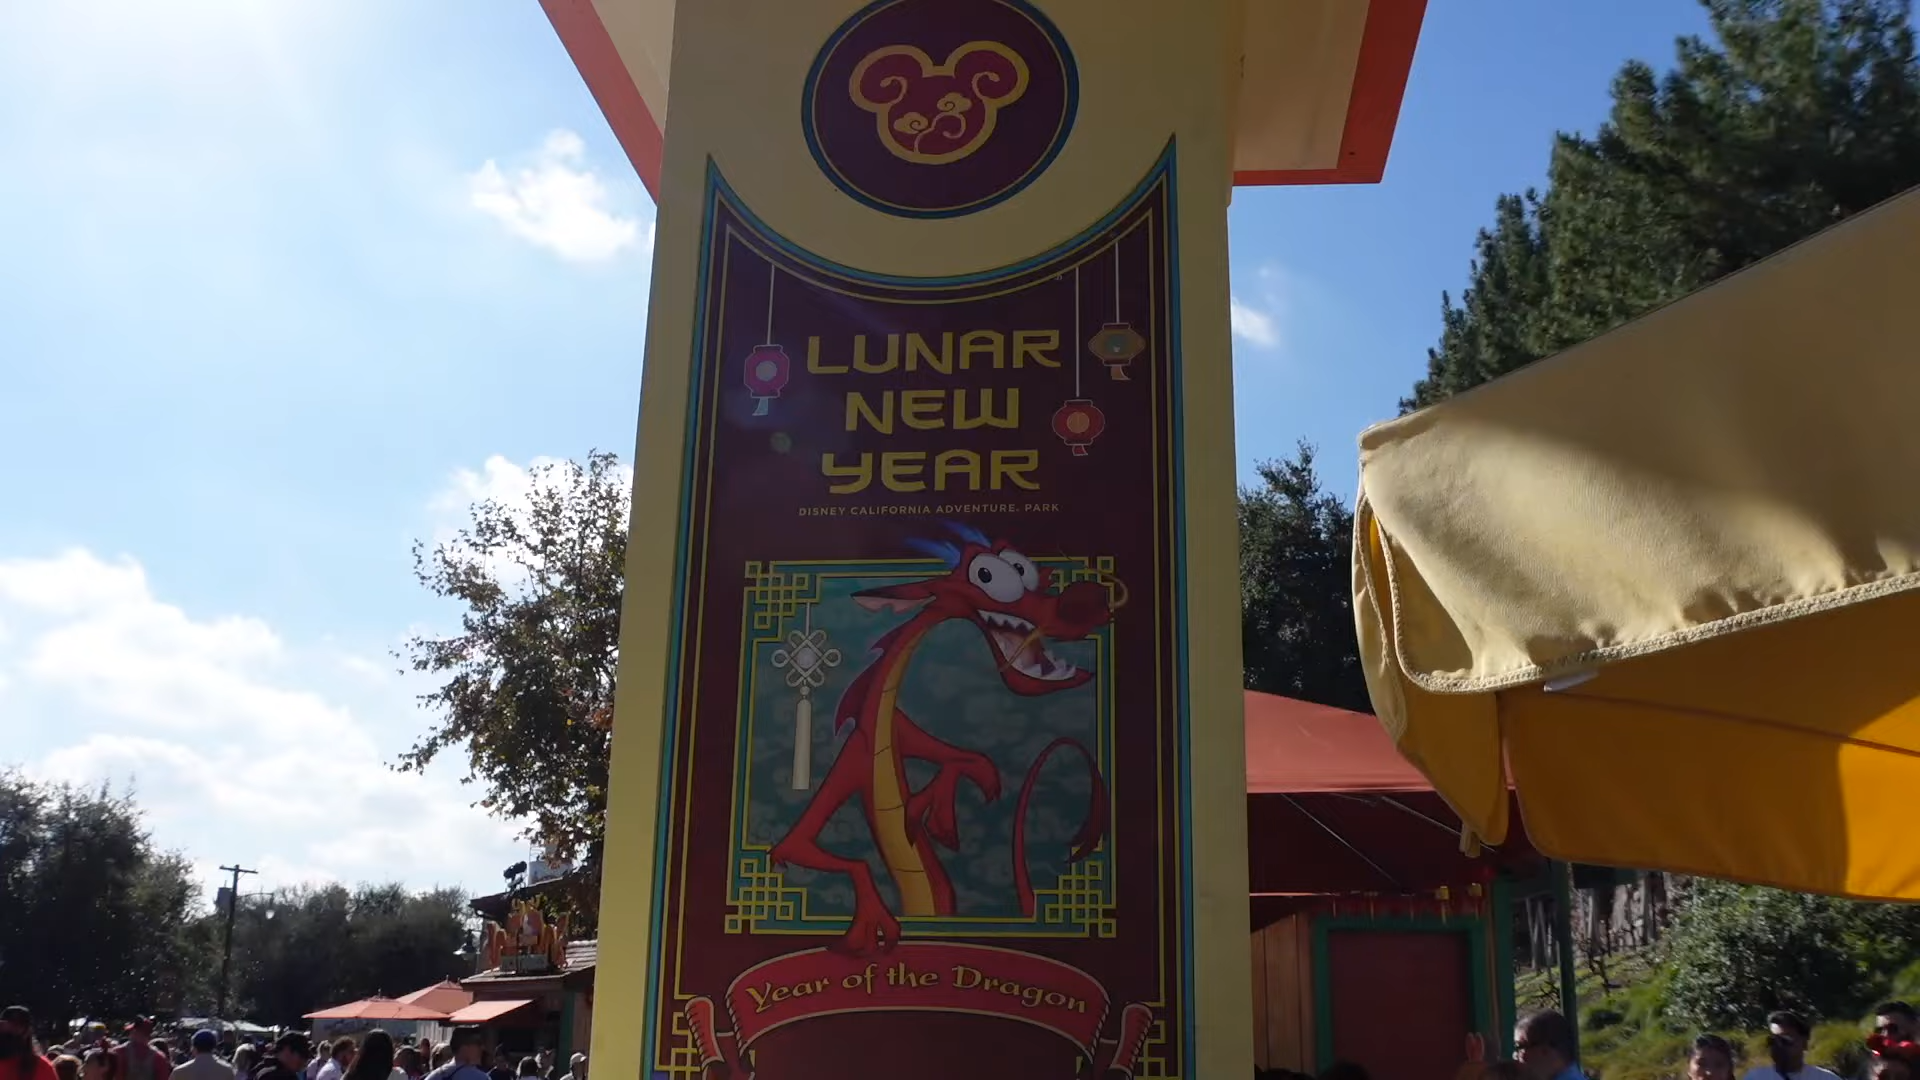 LUNAR
NEW
YEAR
DISNEY CALIFORNIA ADVENTURE. PARK
Year of the Dragon